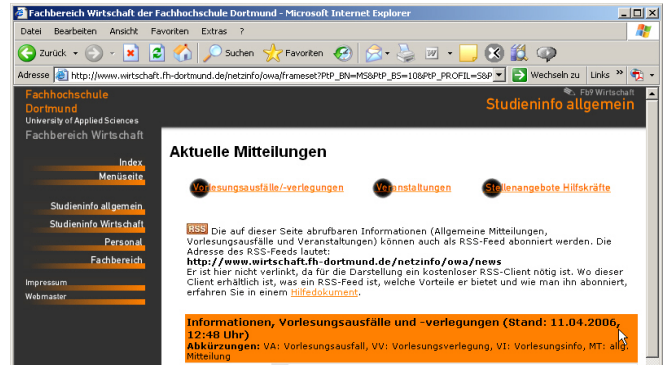 Fachbereich Wirtschaft der Fachhochschule Dortmund - Microsoft Internet Explorer
Datei Bearbeiten Ansicht Favoriten Extras ?
Zurück Suchen Favoriten
Adresse http://www.wirtschaft.fh-dortmund.de/netzinfo/owa/frameset?PtP_BN=MS&PtP_BS=10&PtP_PROFIL=S&P Wechseln zu Links »
Fachhochschule
Dortmund
University of Applied Sciences
Fachbereich Wirtschaft
Fb9 Wirtschaft
Studieninfo allgemein
Index
Menüseite
Studieninfo allgemein
Studieninfo Wirtschaft
Personal
Fachbereich
Impressum
Webmaster
Aktuelle Mitteilungen
Vorlesungsausfälle/-verlegungen Veranstaltungen Stellenangebote Hilfskräfte
RSS Die auf dieser Seite abrufbaren Informationen (Allgemeine Mitteilungen,
Vorlesungsausfälle und Veranstaltungen) können auch als RSS-Feed abonniert werden. Die
Adresse des RSS-Feeds lautet:
http://www.wirtschaft.fh-dortmund.de/netzinfo/owa/news
Er ist hier nicht verlinkt, da für die Darstellung ein kostenloser RSS-Client nötig ist. Wo dieser
Client erhältlich ist, was ein RSS-Feed ist, welche Vorteile er bietet und wie man ihn abonniert,
erfahren Sie in einem Hilfedokument.
Informationen, Vorlesungsausfälle und -verlegungen (Stand: 11.04.2006,
12:48 Uhr)
Abkürzungen: VA: Vorlesungsausfall, VV: Vorlesungsverlegung, VI: Vorlesungsinfo, MT: allg.
Mitteilung